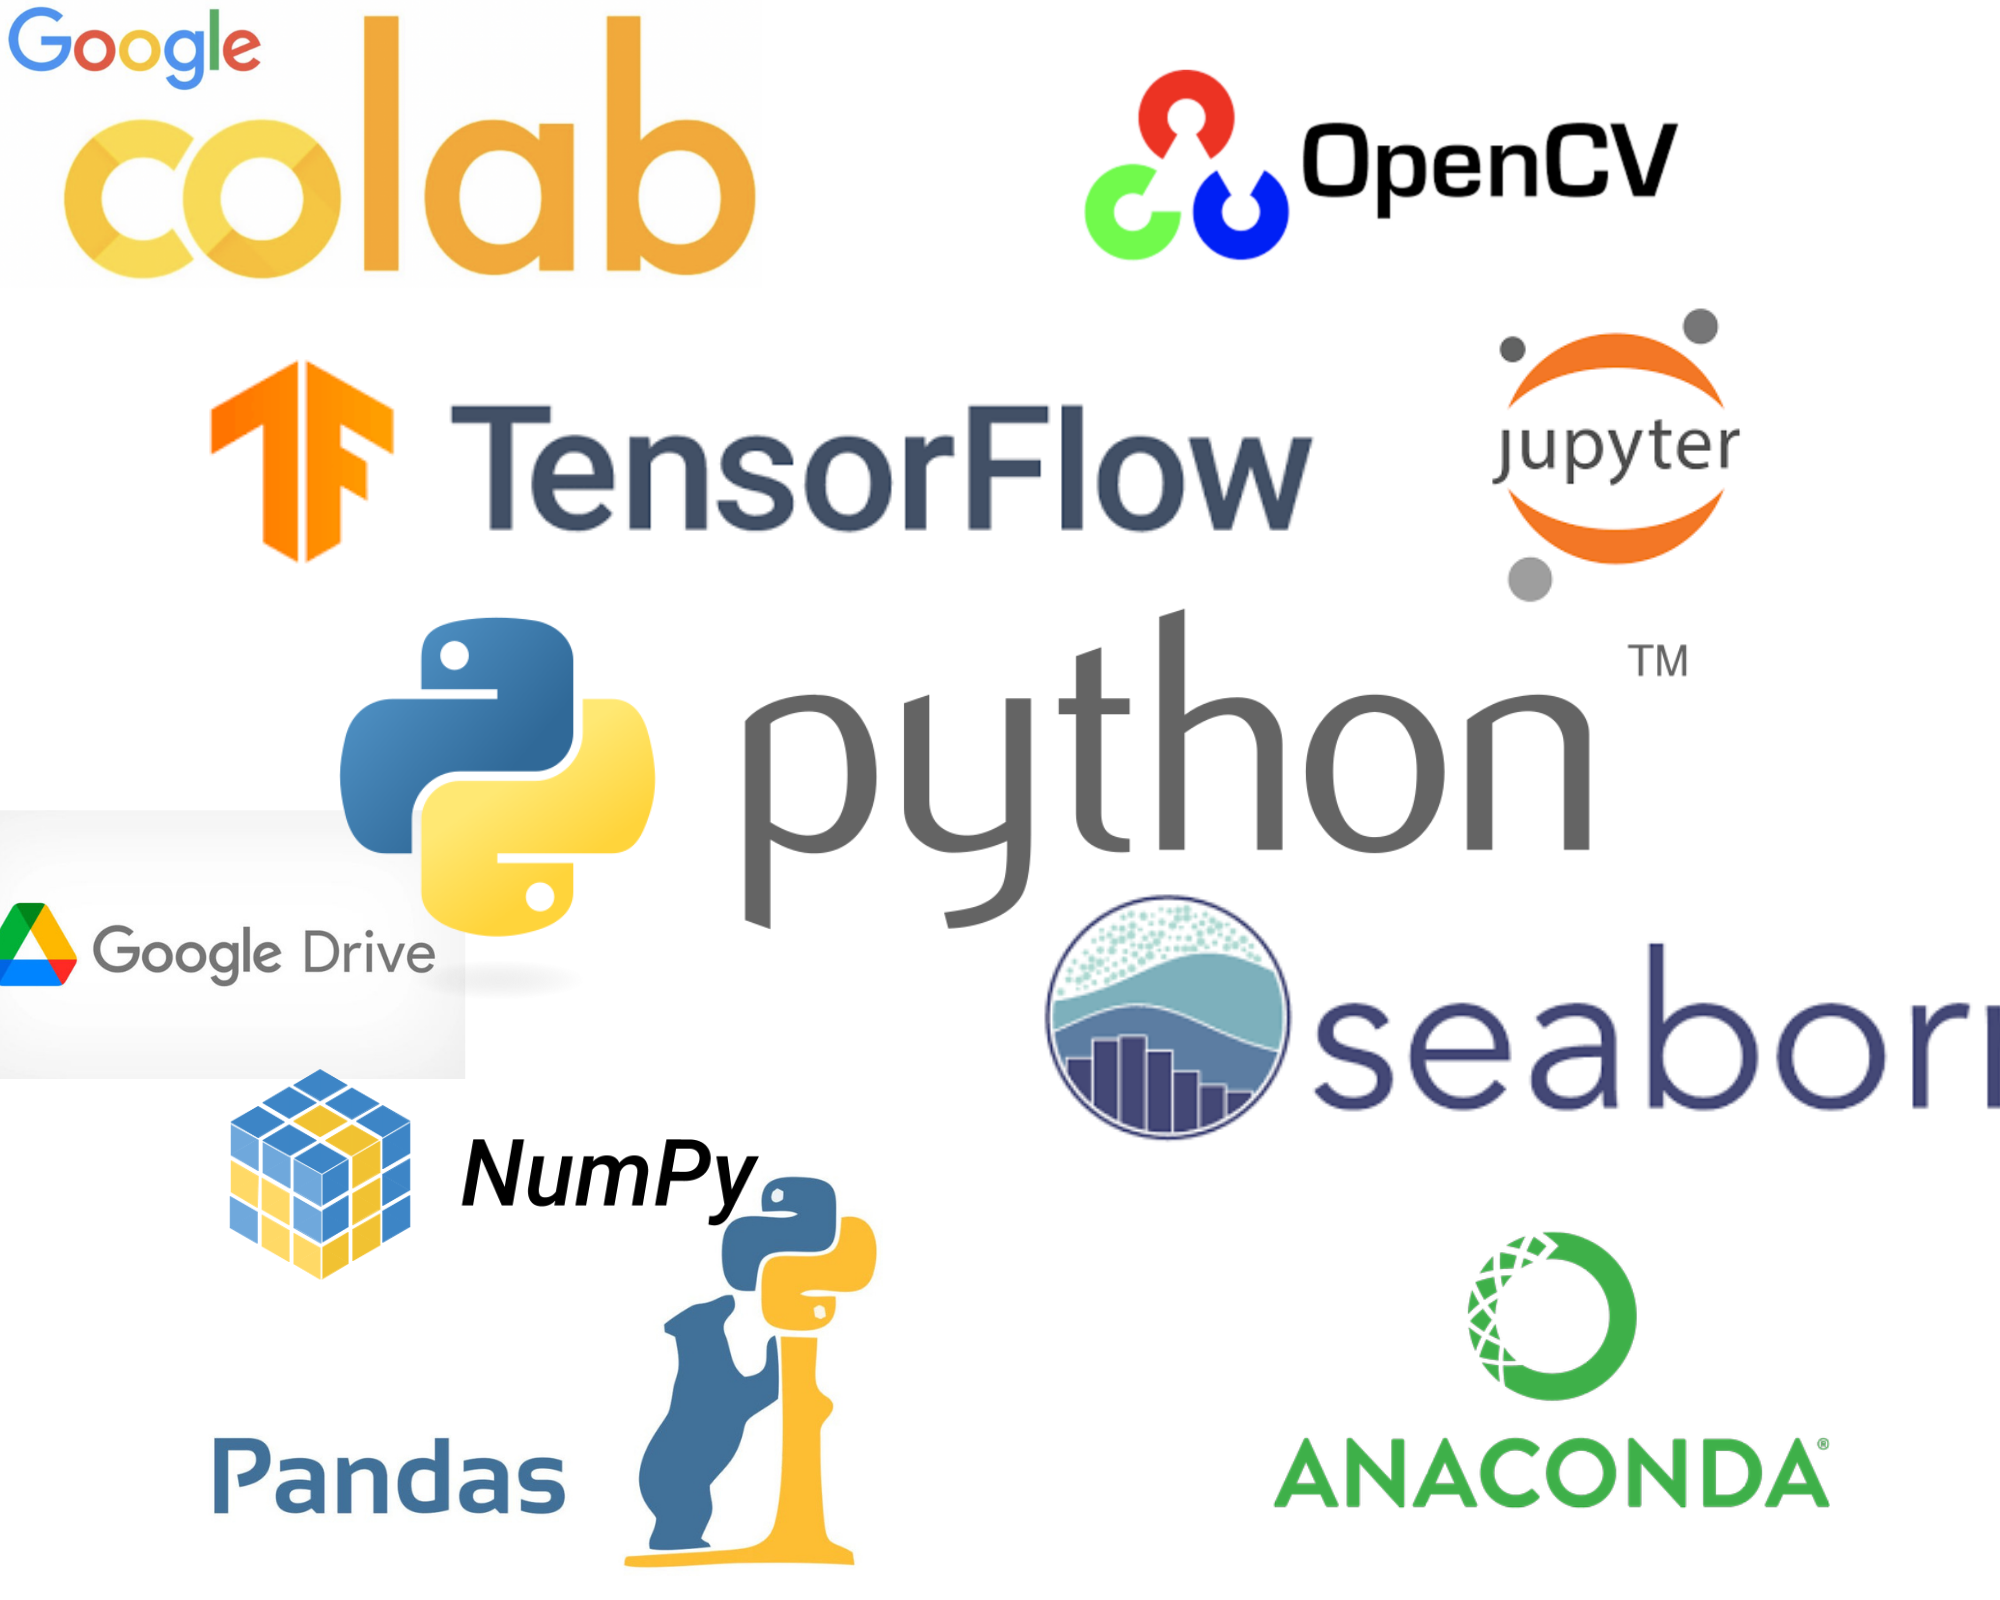 Google
colab
OpenCV
TensorFlow
jupyter
python TM
Google Drive
seaborn
NumPy
Pandas
ANACONDA®